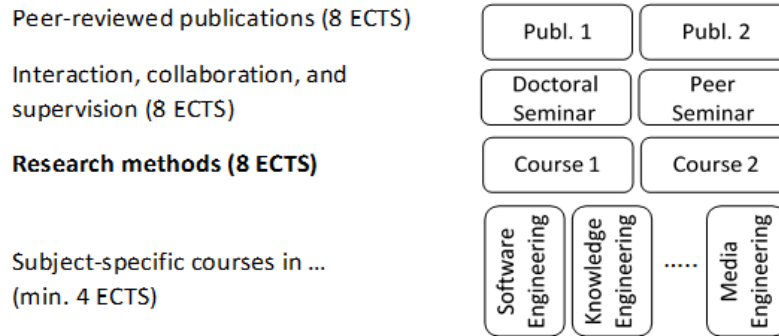 Peer-reviewed publications (8 ECTS)
Publ. 1
Publ. 2
Interaction, collaboration, and
supervision (8 ECTS)
Doctoral
Seminar
Peer
Seminar
Research methods (8 ECTS)
Course 1
Course 2
Subject-specific courses in ...
(min. 4 ECTS)
Software
Engineering
Knowledge
Engineering
.....
Media
Engineering